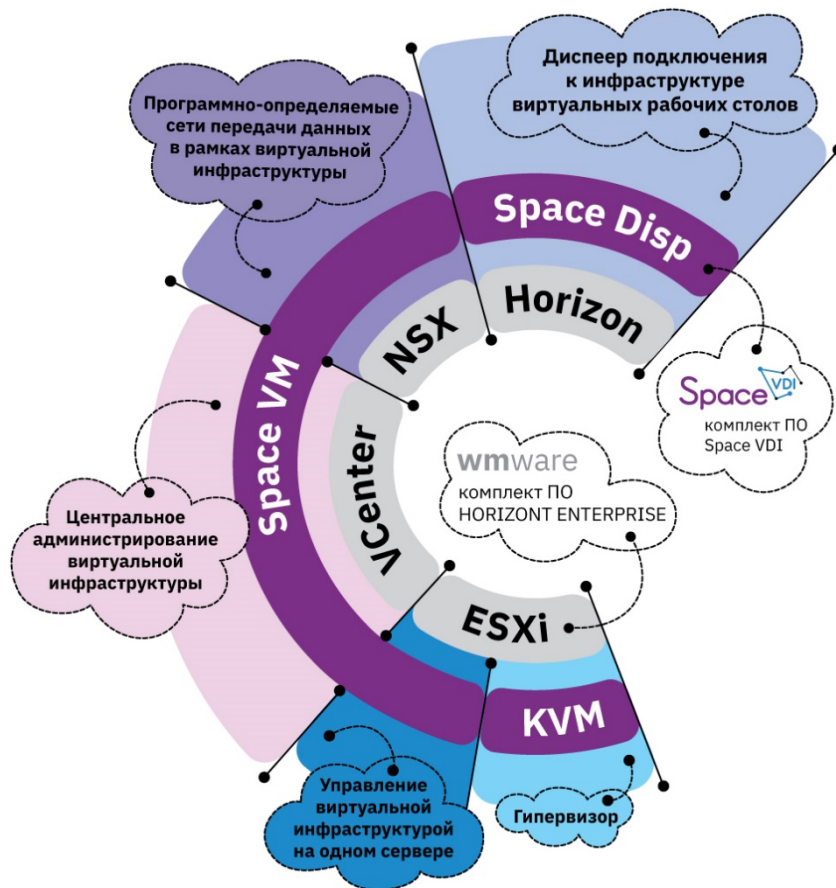 Диспеер подключения
к инфраструктуре
виртуальных рабочих столов
Программно-определяемые
сети передачи данных
в рамках виртуальной
инфраструктуры
Space Disp
Horizon
NSX
Space VM
VCenter
Space VDI
комплект ПО
Space VDI
wmware
комплект ПО
HORIZONT ENTERPRISE
Центральное
администрирование
виртуальной
инфраструктуры
ESXi
KVM
Управление
виртуальной
инфраструктурой
на одном сервере
Гипервизор